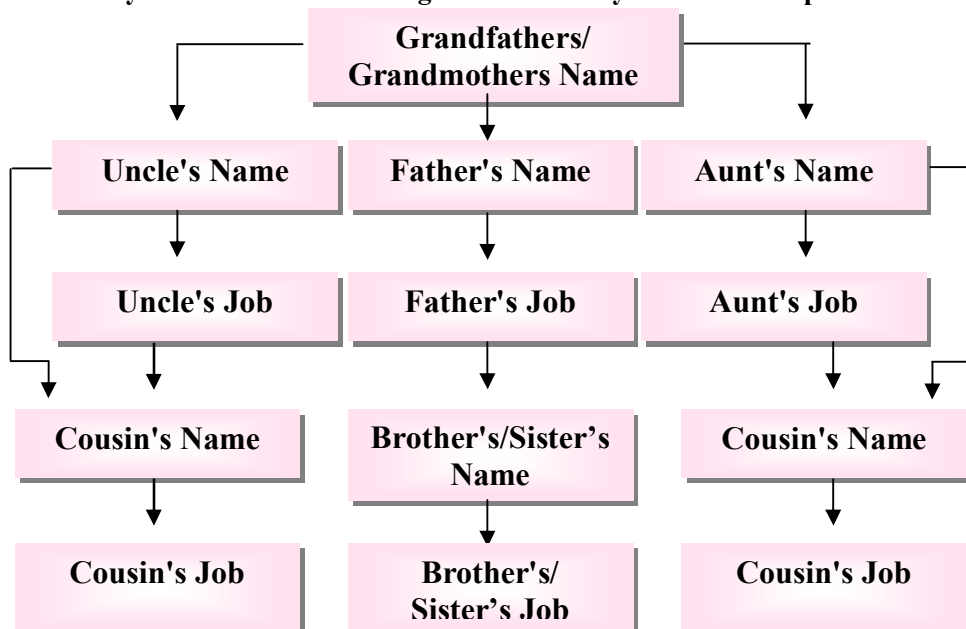 Grandfathers/
Grandmothers Name
Uncle's Name
Father's Name
Aunt's Name
Uncle's Job
Father's Job
Aunt's Job
Cousin's Name
Brother's/Sister’s
Name
Cousin's Name
Cousin's Job
Brother's/
Sister’s Job
Cousin's Job